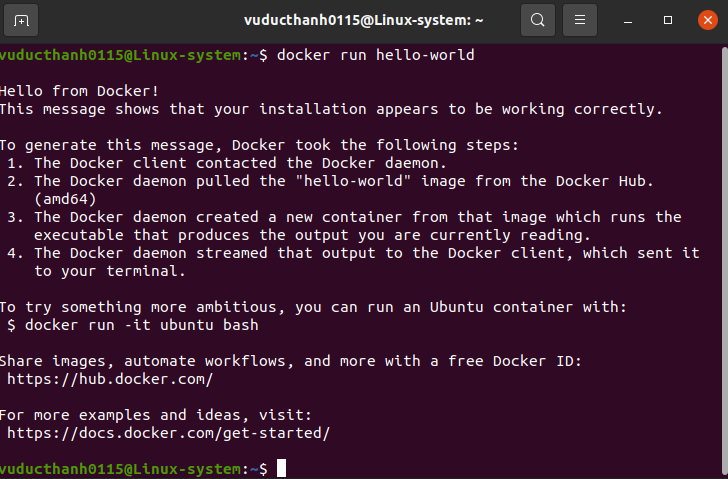 vuducthanh0115@Linux-system: ~
vuducthanh0115@Linux-system:~$ docker run hello-world
Hello from Docker!
This message shows that your installation appears to be working correctly.
To generate this message, Docker took the following steps:
 1. The Docker client contacted the Docker daemon.
 2. The Docker daemon pulled the "hello-world" image from the Docker Hub.
    (amd64)
 3. The Docker daemon created a new container from that image which runs the
    executable that produces the output you are currently reading.
 4. The Docker daemon streamed that output to the Docker client, which sent it
    to your terminal.
To try something more ambitious, you can run an Ubuntu container with:
 $ docker run -it ubuntu bash
Share images, automate workflows, and more with a free Docker ID:
 https://hub.docker.com/
For more examples and ideas, visit:
 https://docs.docker.com/get-started/
vuducthanh0115@Linux-system:~$